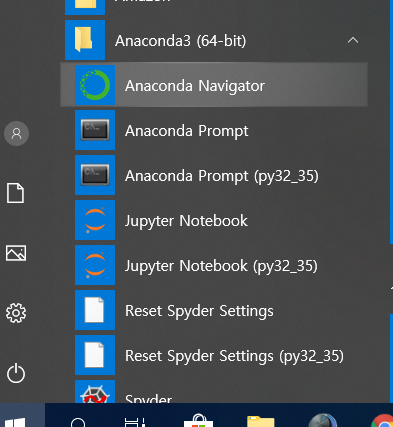 Amazon
Anaconda3 (64-bit)
Anaconda Navigator
Anaconda Prompt
Anaconda Prompt (py32_35)
Jupyter Notebook
Jupyter Notebook (py32_35)
Reset Spyder Settings
Reset Spyder Settings (py32_35)
Spyder